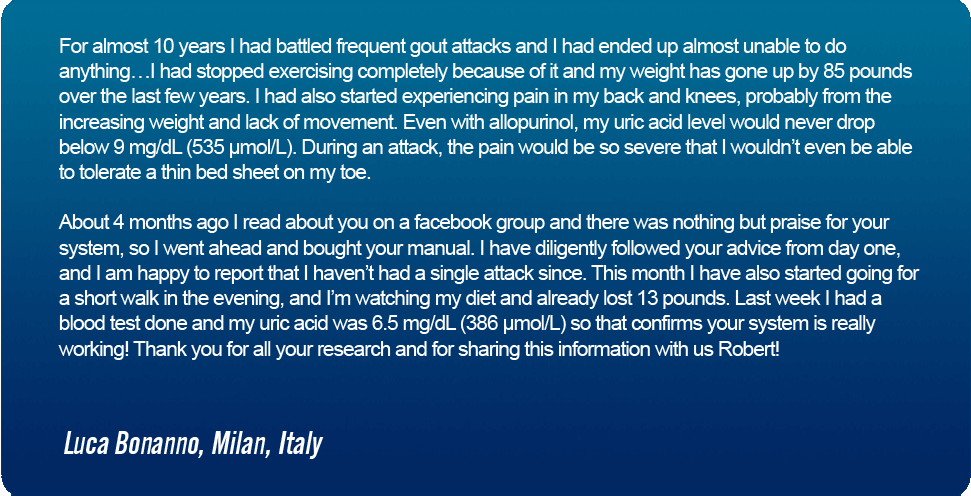 For almost 10 years I had battled frequent gout attacks and I had ended up almost unable to do
anything…I had stopped exercising completely because of it and my weight has gone up by 85 pounds
over the last few years. I had also started experiencing pain in my back and knees, probably from the
increasing weight and lack of movement. Even with allopurinol, my uric acid level would never drop
below 9 mg/dL (535 μmol/L). During an attack, the pain would be so severe that I wouldn’t even be able
to tolerate a thin bed sheet on my toe.
About 4 months ago I read about you on a facebook group and there was nothing but praise for your
system, so I went ahead and bought your manual. I have diligently followed your advice from day one,
and I am happy to report that I haven’t had a single attack since. This month I have also started going for
a short walk in the evening, and I’m watching my diet and already lost 13 pounds. Last week I had a
blood test done and my uric acid was 6.5 mg/dL (386 μmol/L) so that confirms your system is really
working! Thank you for all your research and for sharing this information with us Robert!
Luca Bonanno, Milan, Italy